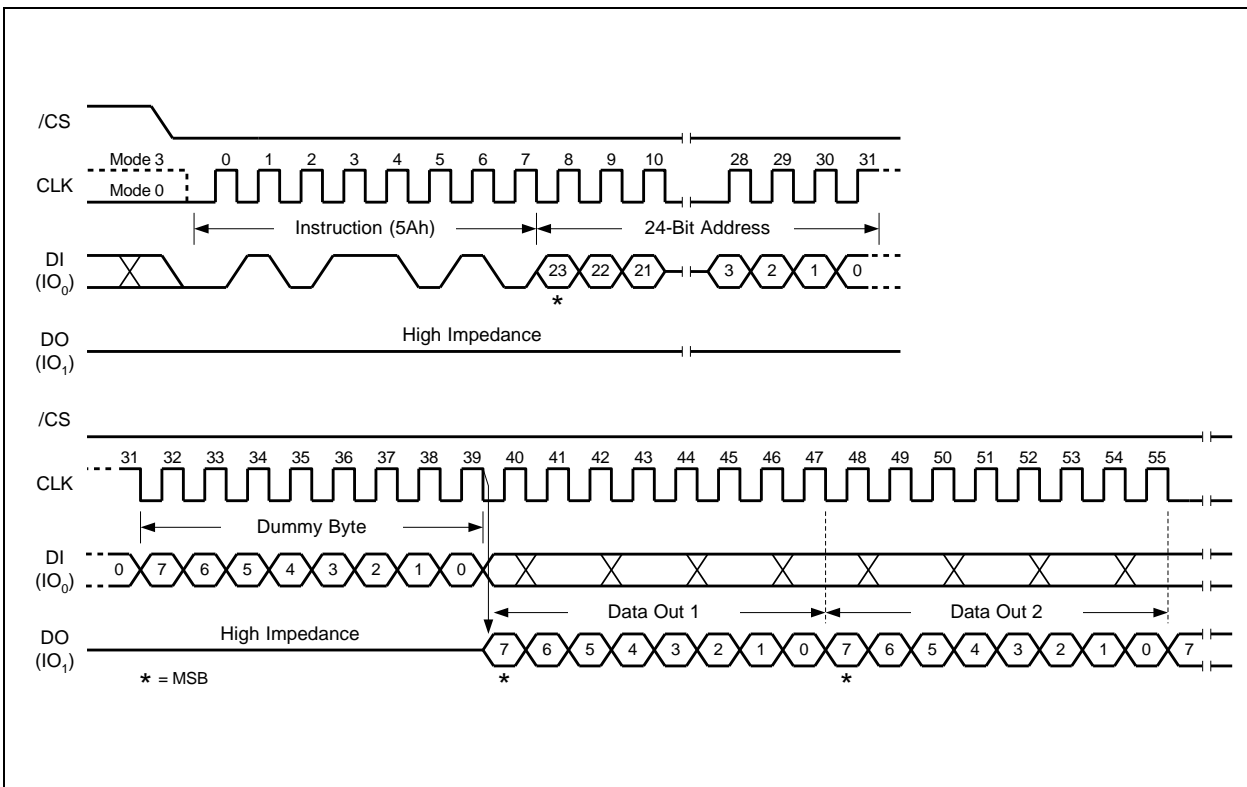 /CS
Mode 3 0 1 2 3 4 5 6 7 8 9 10 28 29 30 31
CLK Mode 0
Instruction (5Ah) 24-Bit Address
DI
(IO0) 23 22 21 3 2 1 0
*
DO High Impedance
(IO1)
/CS
31 32 33 34 35 36 37 38 39 40 41 42 43 44 45 46 47 48 49 50 51 52 53 54 55
CLK
Dummy Byte
DI
(IO0) 0 7 6 5 4 3 2 1 0
Data Out 1 Data Out 2
DO High Impedance
(IO1) 7 6 5 4 3 2 1 0 7 6 5 4 3 2 1 0 7
* = MSB * *